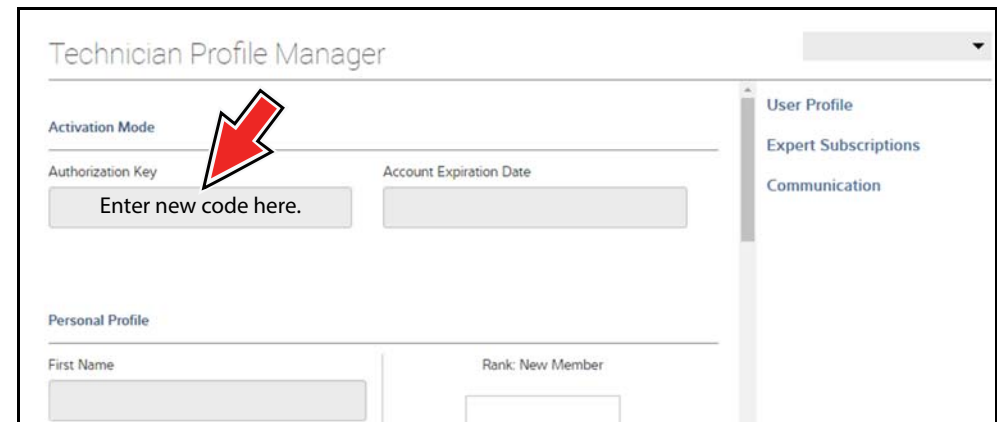 Technician Profile Manager
Activation Mode
Authorization Key
Account Expiration Date
Enter new code here.
Personal Profile
First Name
Rank: New Member
User Profile
Expert Subscriptions
Communication